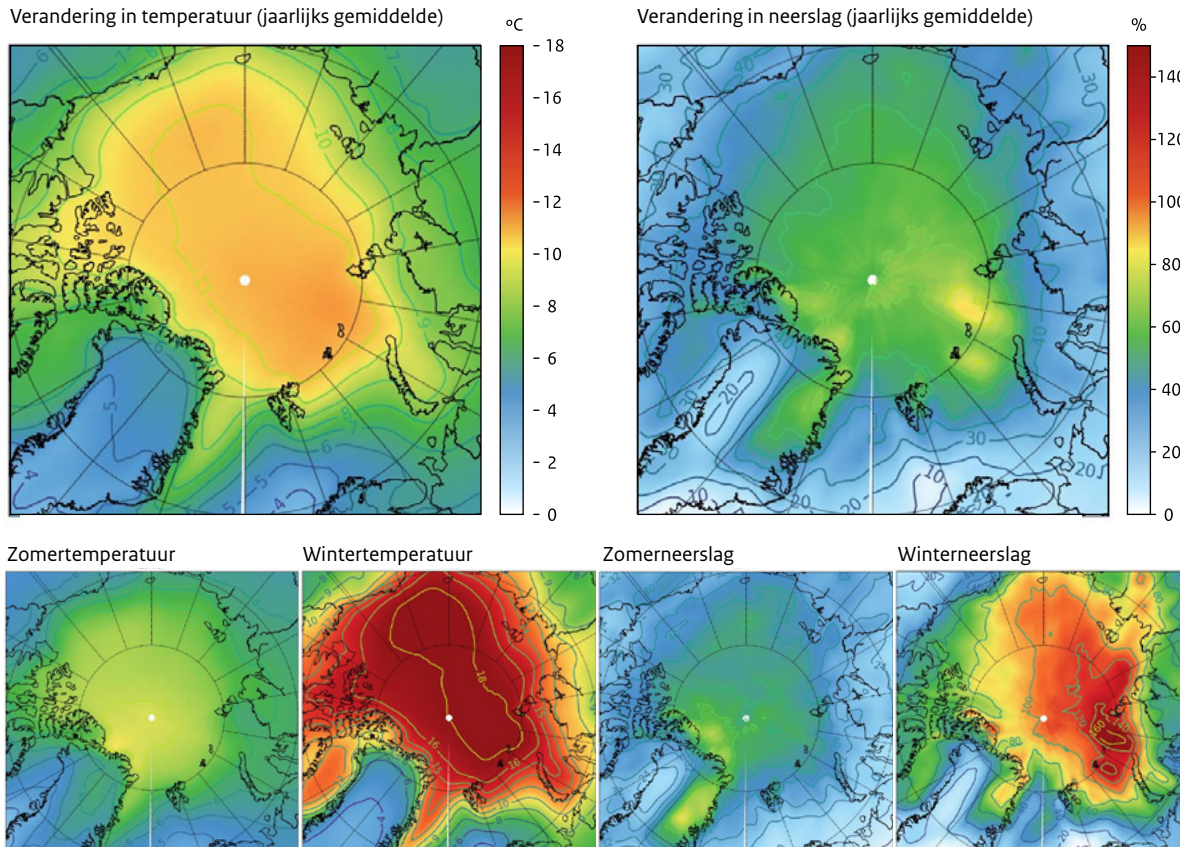 Verandering in temperatuur (jaarlijks gemiddelde)
ºC
18
16
14
12
10
8
6
4
2
0
Verandering in neerslag (jaarlijks gemiddelde)
%
140
120
100
80
60
40
20
0
Zomertemperatuur
Wintertemperatuur
Zomerneerslag
Winterneerslag